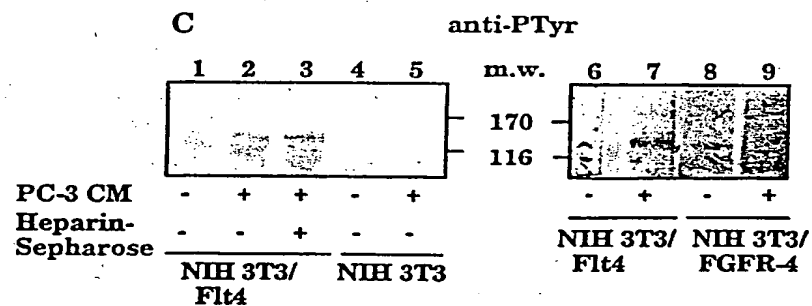 C anti-PTyr
1 2 3 4 5 m.w. 6 7 8 9
170
116
PC-3 CM - + + - + - + - +
Heparin-
Sepharose - - + - -
NIH 3T3/ NIH 3T3 NIH 3T3/ NIH 3T3/
Flt4 Flt4 FGFR-4